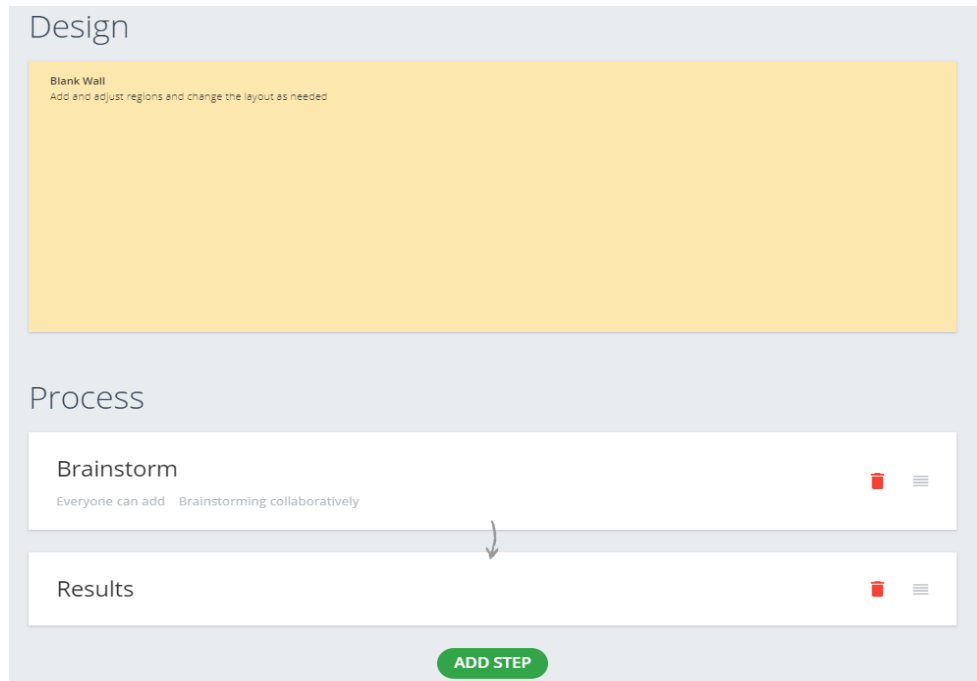 Design
Blank Wall
Add and adjust regions and change the layout as needed
Process
Brainstorm
Everyone can add Brainstorming collaboratively
Results
ADD STEP